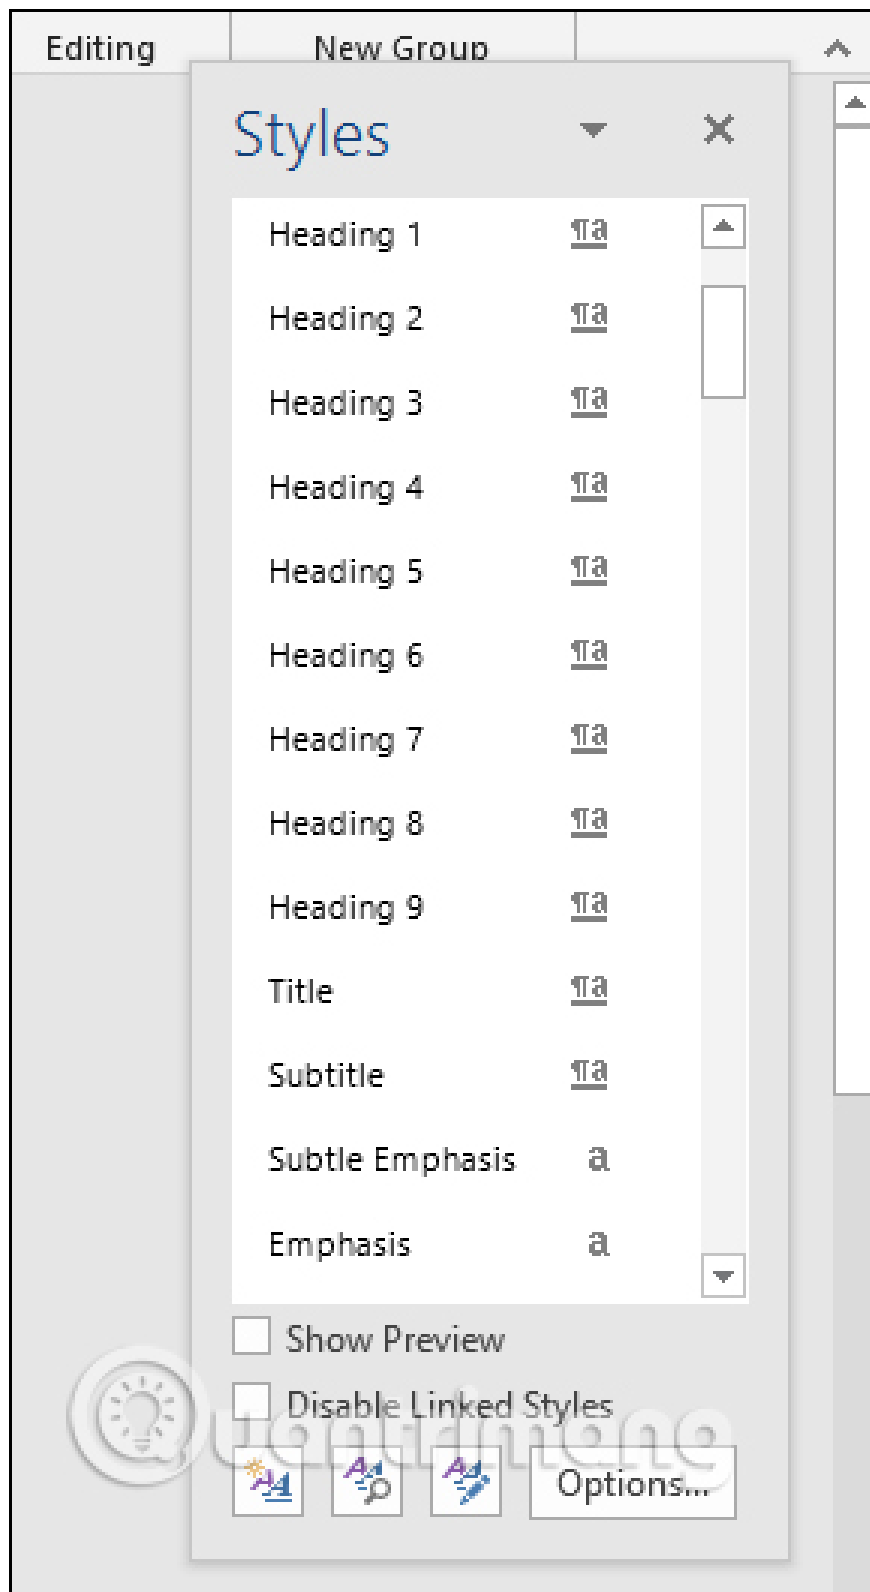 Editing New Group
Styles
Heading 1 ¶a
Heading 2 ¶a
Heading 3 ¶a
Heading 4 ¶a
Heading 5 ¶a
Heading 6 ¶a
Heading 7 ¶a
Heading 8 ¶a
Heading 9 ¶a
Title ¶a
Subtitle ¶a
Subtle Emphasis a
Emphasis a
Show Preview
Disable Linked Styles
Quantrimang
Options...